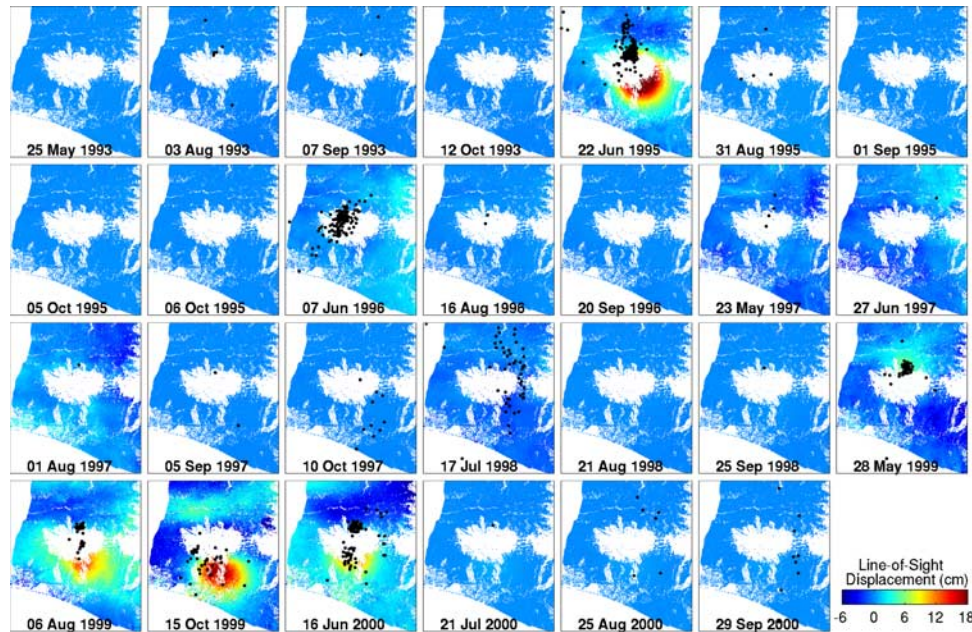 25 May 1993
03 Aug 1993
07 Sep 1993
12 Oct 1993
22 Jun 1995
31 Aug 1995
01 Sep 1995
05 Oct 1995
06 Oct 1995
07 Jun 1996
16 Aug 1996
20 Sep 1996
23 May 1997
27 Jun 1997
01 Aug 1997
05 Sep 1997
10 Oct 1997
17 Jul 1998
21 Aug 1998
25 Sep 1998
28 May 1999
06 Aug 1999
15 Oct 1999
16 Jun 2000
21 Jul 2000
25 Aug 2000
29 Sep 2000
Line-of-Sight
Displacement (cm)
-6 0 6 12 18